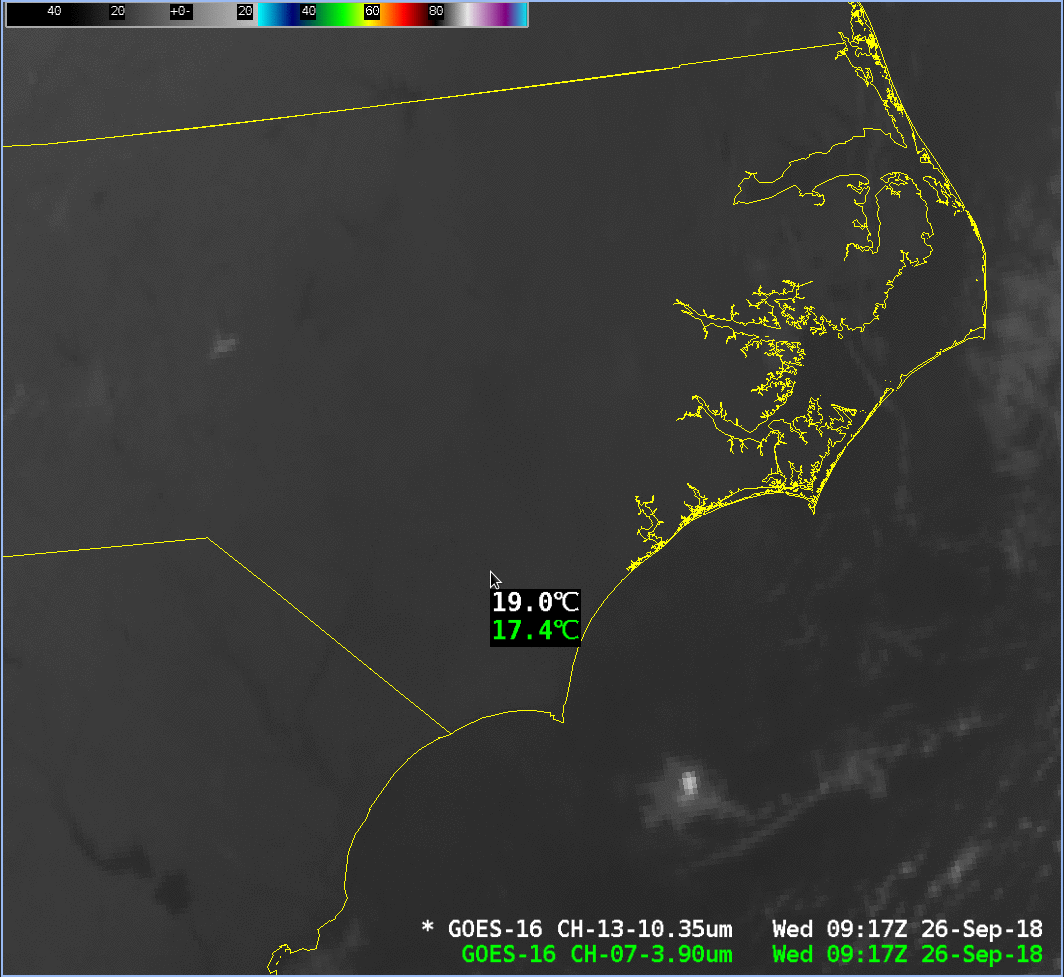 40 20 +0- 20 40 60 80
19.0℃
17.4℃
* GOES-16 CH-13-10.35um Wed 09:17Z 26-Sep-18
GOES-16 CH-07-3.90um Wed 09:17Z 26-Sep-18